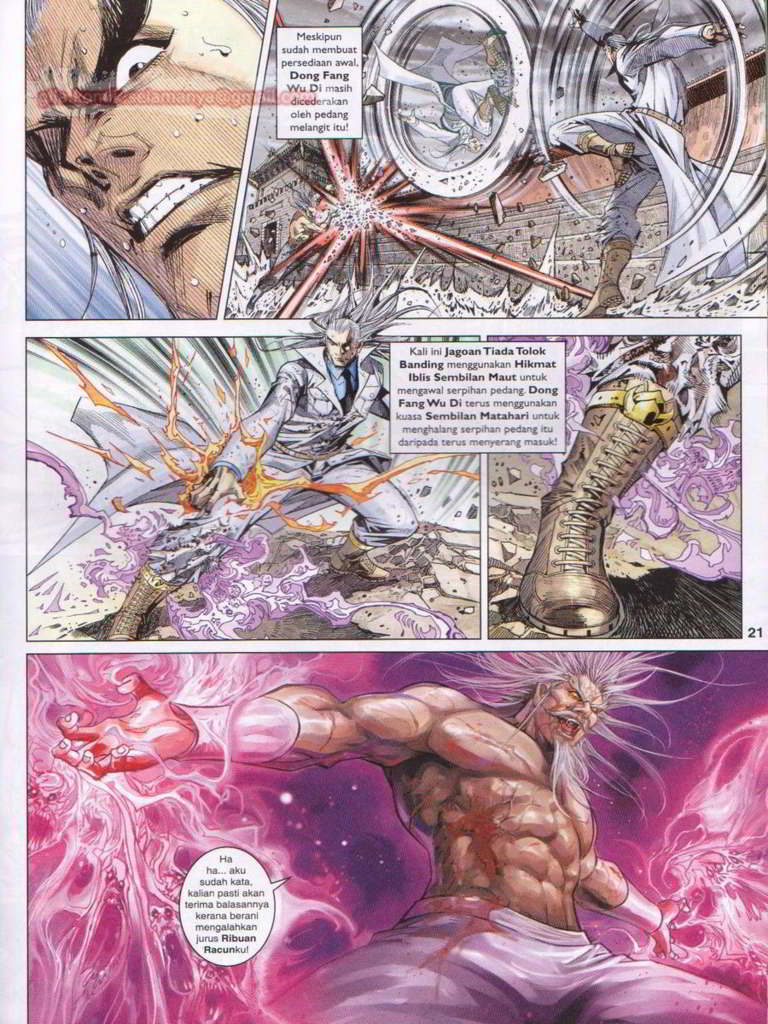 Meskipun
sudah membuat
persediaan awal,
Dong Fang
Wu Di masih
dicederakan
oleh pedang
melangit itu!
Kali ini Jagoan Tiada Tolok
Banding menggunakan Hikmat
Iblis Sembilan Maut untuk
mengawal serpihan pedang. Dong
Fang Wu Di terus menggunakan
kuasa Sembilan Matahari untuk
menghalang serpihan pedang itu
daripada terus menyerang masuk!
21
Ha
ha... aku
sudah kata,
kalian pasti akan
terima balasannya
kerana berani
mengalahkan
jurus Ribuan
Racunku!